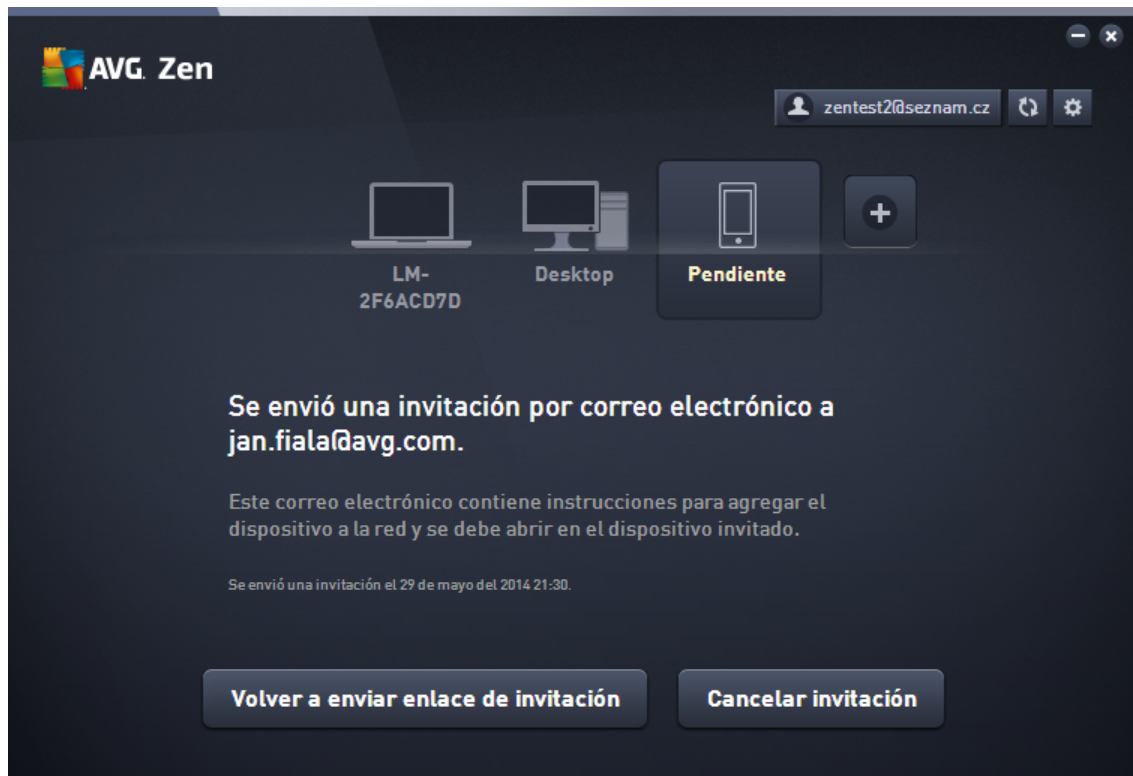 AVG. Zen
zentest2@seznam.cz
LM-
2F6ACD7D
Desktop
Pendiente
Se envió una invitación por correo electrónico a
jan.fiala@avg.com.
Este correo electrónico contiene instrucciones para agregar el
dispositivo a la red y se debe abrir en el dispositivo invitado.
Se envió una invitación el 29 de mayo del 2014 21:30.
Volver a enviar enlace de invitación
Cancelar invitación